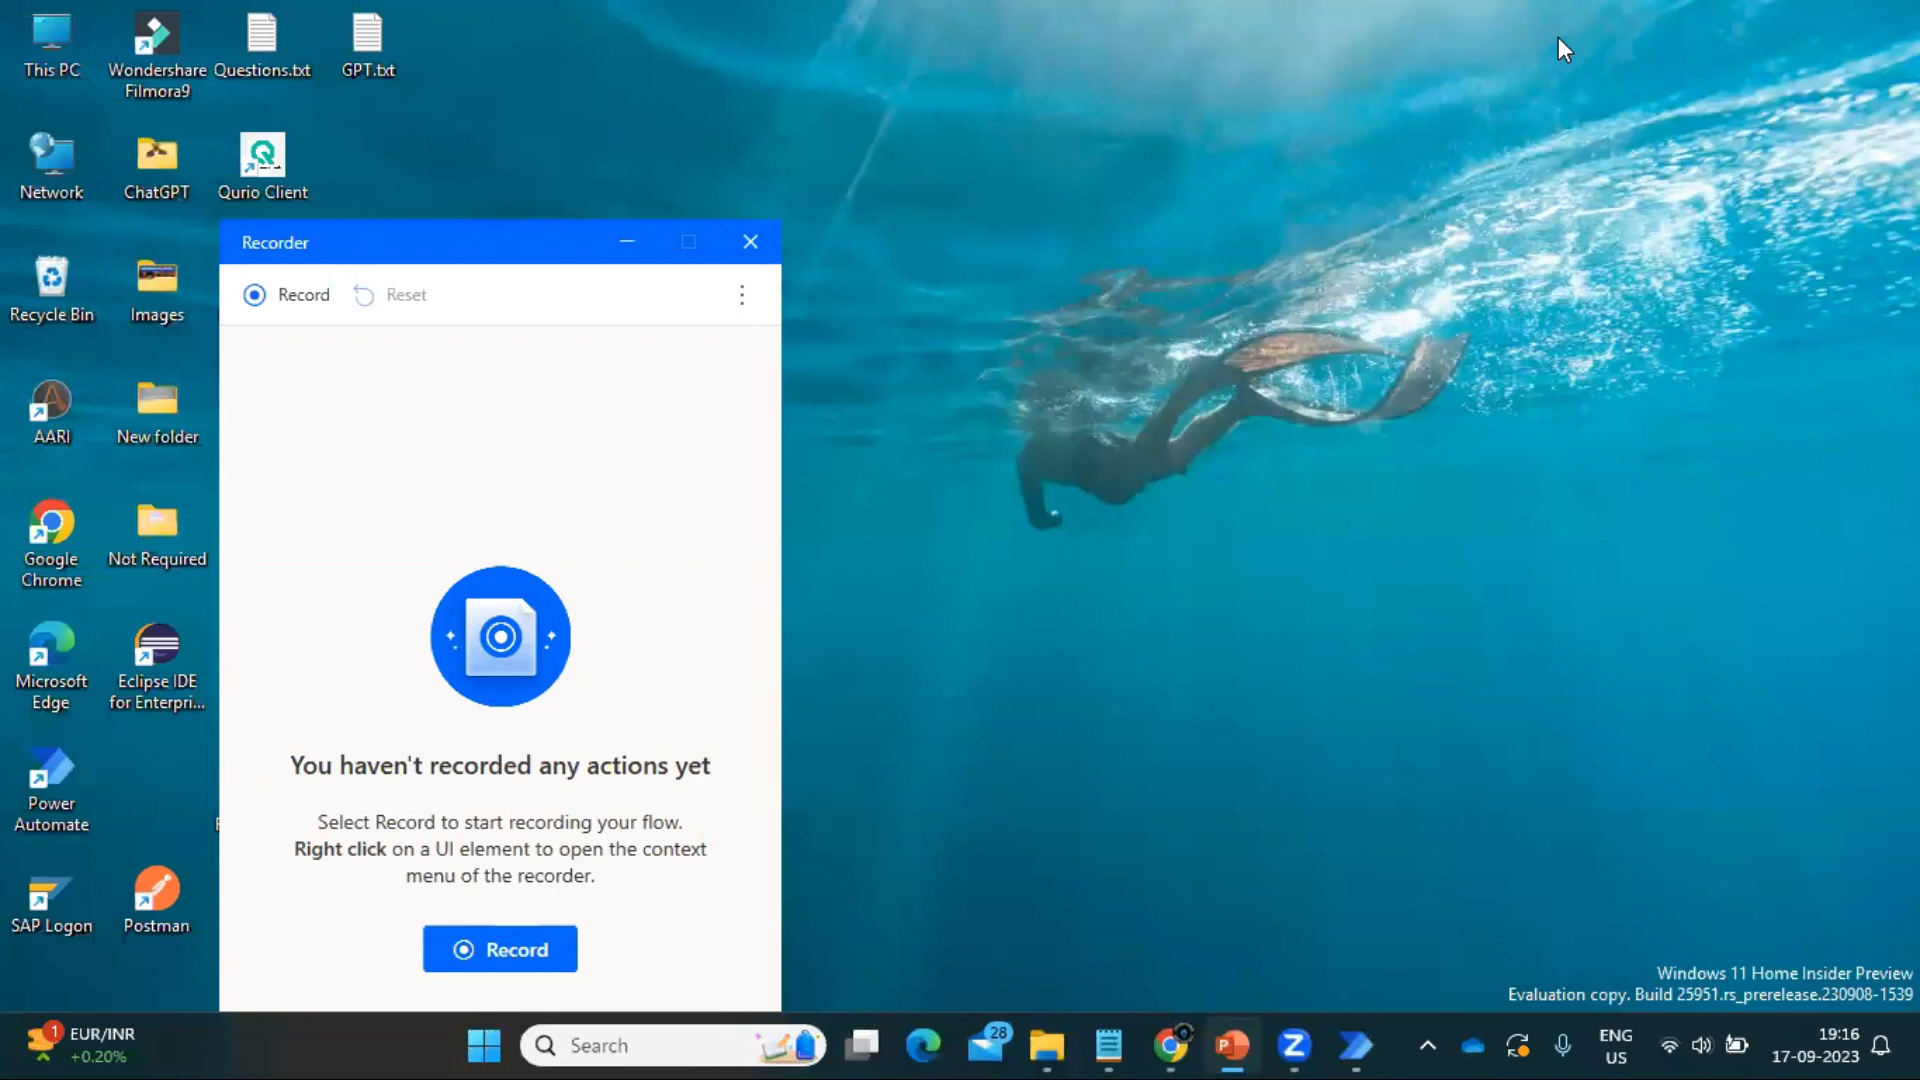 This PC
Wondershare
Filmora9
Questions.txt
GPT.txt
Network
ChatGPT
Qurio Client
Recycle Bin
Images
AARI
New folder
Google
Chrome
Not Required
Microsoft
Edge
Eclipse IDE
for Enterpri...
Power
Automate
SAP Logon
Postman
Recorder
Record
Reset
You haven't recorded any actions yet
Select Record to start recording your flow.
Right click on a UI element to open the context
menu of the recorder.
Record
Windows 11 Home Insider Preview
Evaluation copy. Build 25951.rs_prerelease.230908-1539
1
EUR/INR
+0.20%
Search
28
ENG
US
19:16
17-09-2023